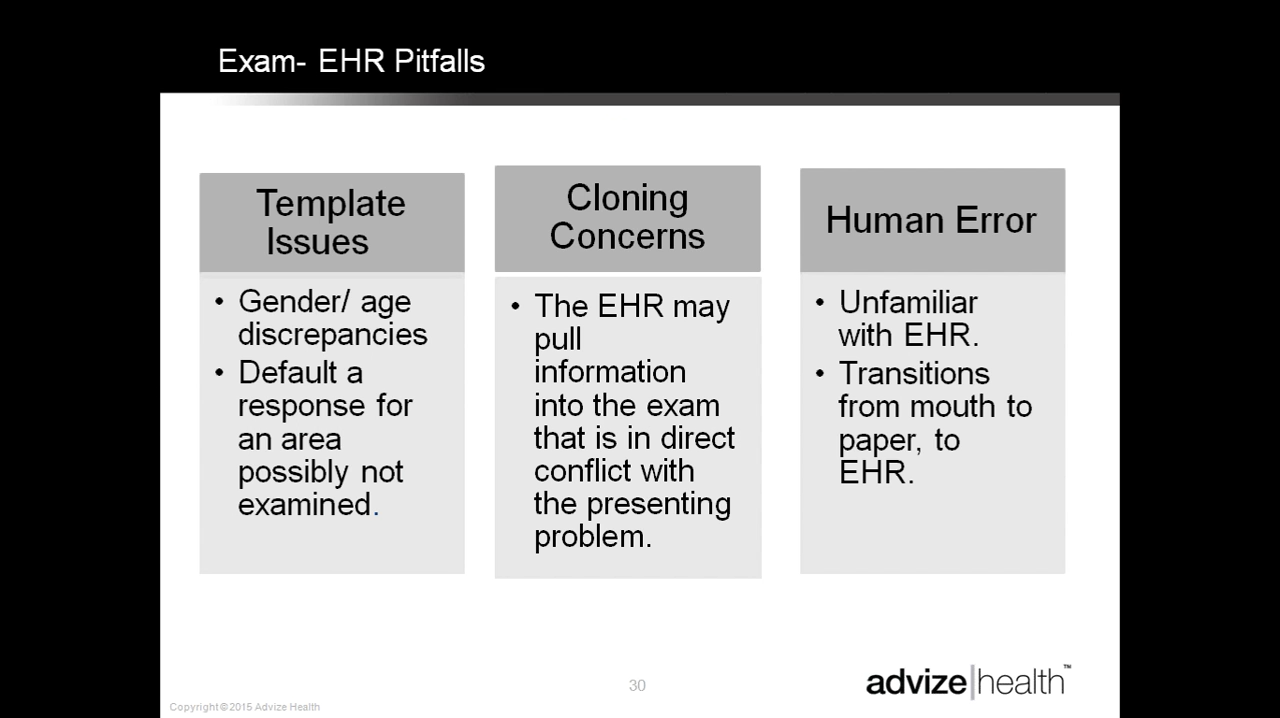 Exam- EHR Pitfalls
Template
Issues
• Gender/ age
discrepancies
• Default a
response for
an area
possibly not
examined.
Cloning
Concerns
• The EHR may
pull
information
into the exam
that is in direct
conflict with
the presenting
problem.
Human Error
• Unfamiliar
with EHR.
• Transitions
from mouth to
paper, to
EHR.
30
advize|health™
Copyright©2015 Advize Health